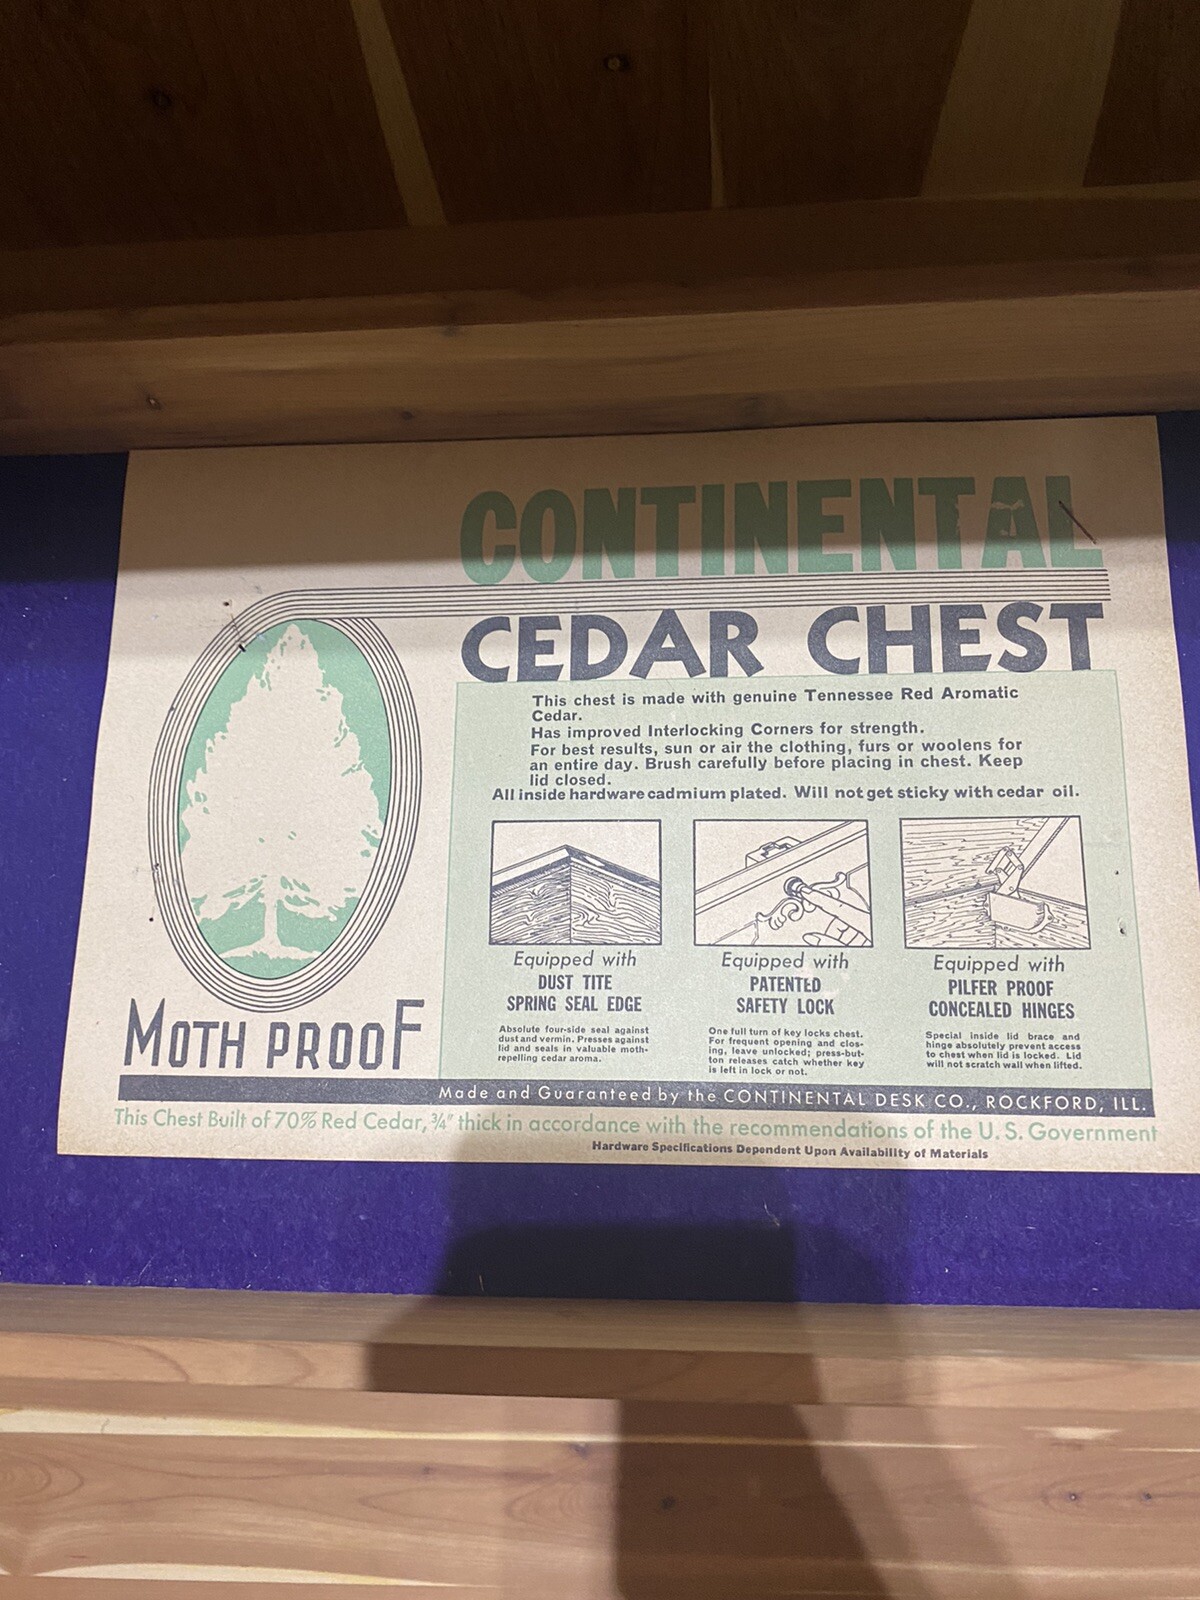 CONTINENTAL
CEDAR CHEST
This chest is made with genuine Tennessee Red Aromatic
Cedar.
Has improved Interlocking Corners for strength.
For best results, sun or air the clothing, furs or woolens for
an entire day. Brush carefully before placing in chest. Keep
lid closed.
All inside hardware cadmium plated. Will not get sticky with cedar oil.
Equipped with
DUST TITE
SPRING SEAL EDGE
Absolute four-side seal against
dust and vermin. Presses against
lid and seals in valuable moth-
repelling cedar aroma.
Equipped with
PATENTED
SAFETY LOCK
One full turn of key locks chest.
For frequent opening and clos-
ing, leave unlocked; press-but-
ton releases catch whether key
is left in lock or not.
Equipped with
PILFER PROOF
CONCEALED HINGES
Special inside lid brace and
hinge absolutely prevent access
to chest when lid is locked. Lid
will not scratch wall when lifted.
MOTH PROOF
Made and Guaranteed by the CONTINENTAL DESK CO., ROCKFORD, ILL.
This Chest Built of 70% Red Cedar, ¾" thick in accordance with the recommendations of the U. S. Government
Hardware Specifications Dependent Upon Availability of Materials